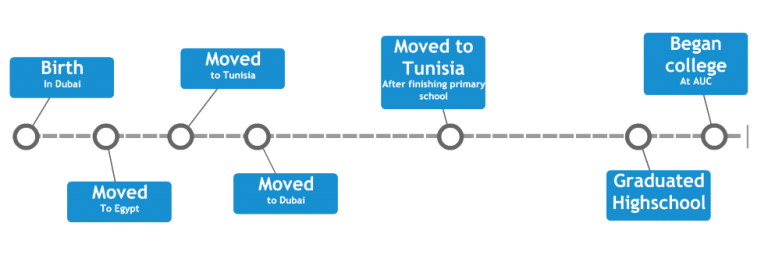 Birth
In Dubai
Moved
To Egypt
Moved
to Tunisia
Moved
to Dubai
Moved to
Tunisia
After finishing primary
school
Graduated
Highschool
Began
college
At AUC